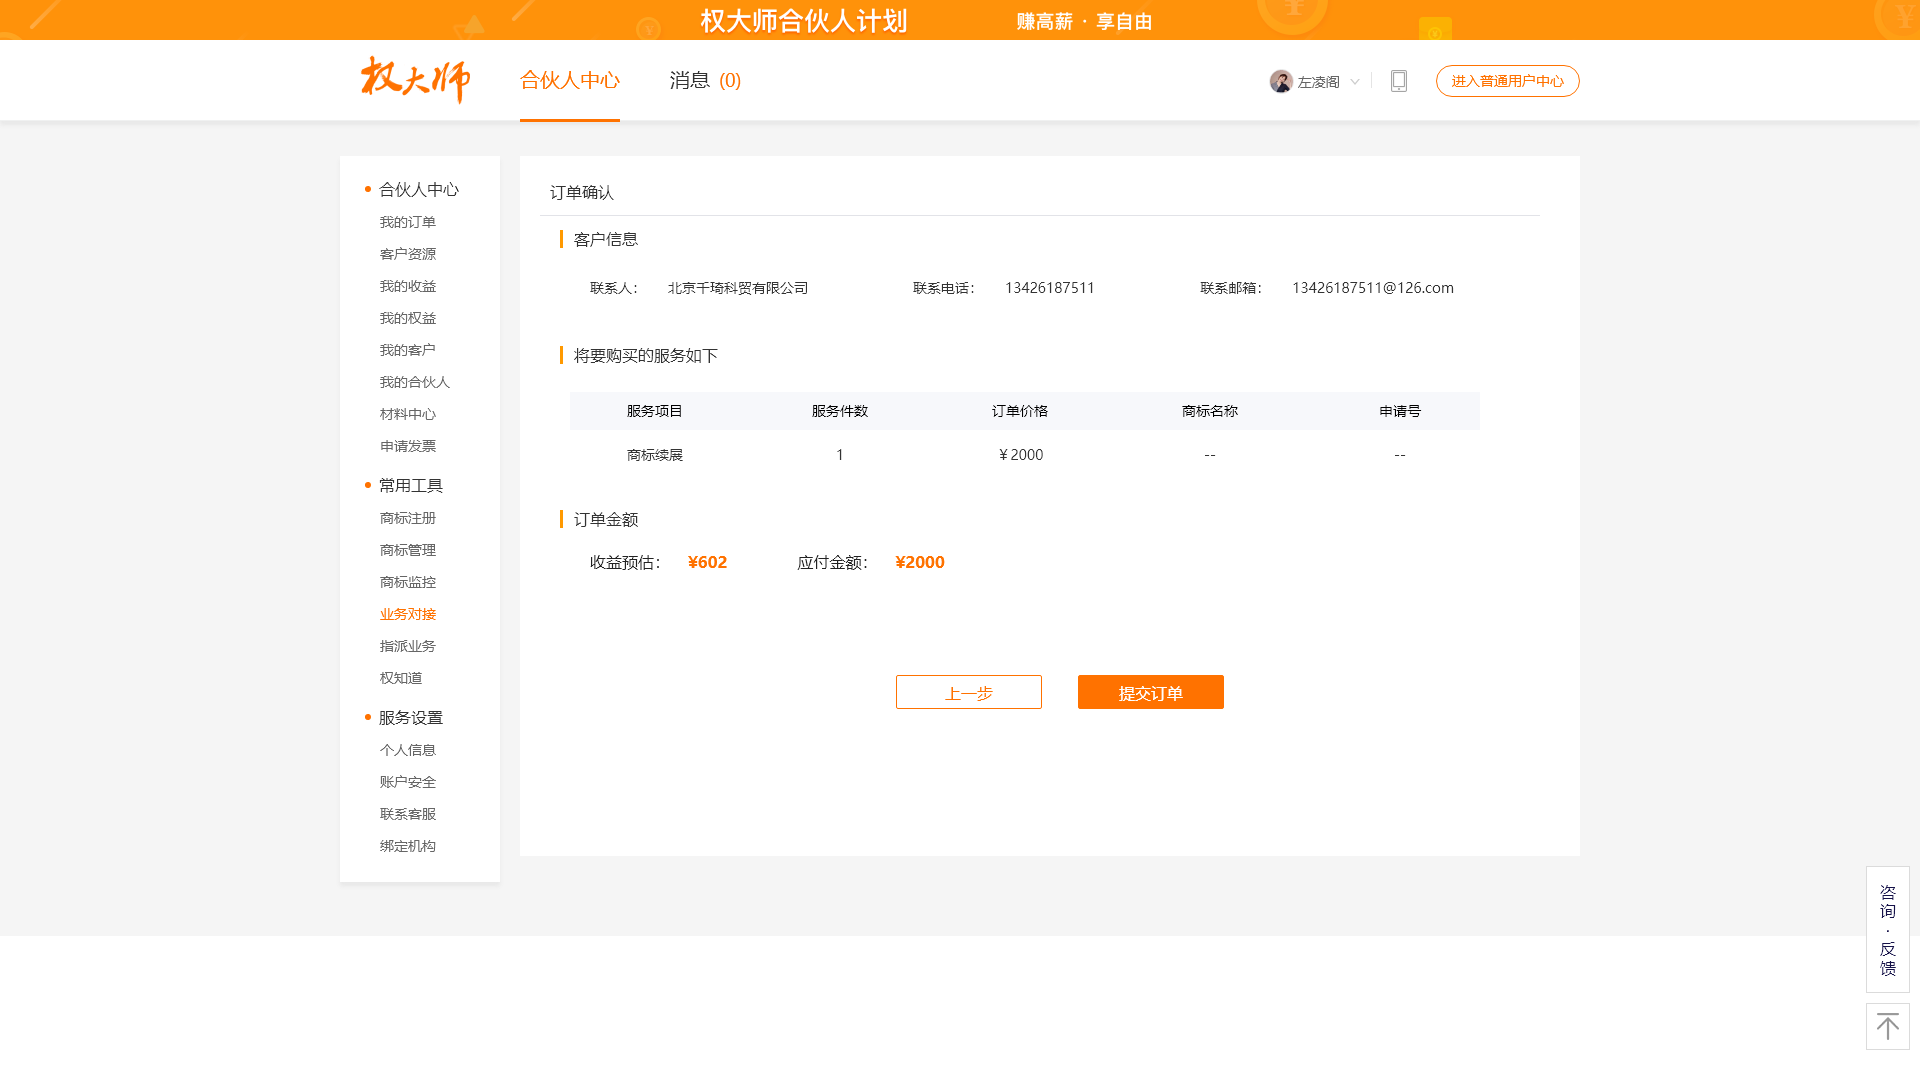 权大师合伙人计划 赚高薪 · 享自由
权大师 合伙人中心 消息 (0) 左凌阁 进入普通用户中心
合伙人中心
我的订单
客户资源
我的收益
我的权益
我的客户
我的合伙人
材料中心
申请发票
常用工具
商标注册
商标管理
商标监控
业务对接
指派业务
权知道
服务设置
个人信息
账户安全
联系客服
绑定机构
订单确认
客户信息
联系人： 北京千琦科贸有限公司 联系电话： 13426187511 联系邮箱： 13426187511@126.com
将要购买的服务如下
服务项目 服务件数 订单价格 商标名称 申请号
商标续展 1 ¥2000 -- --
订单金额
收益预估： ¥602 应付金额： ¥2000
上一步 提交订单
咨询·反馈